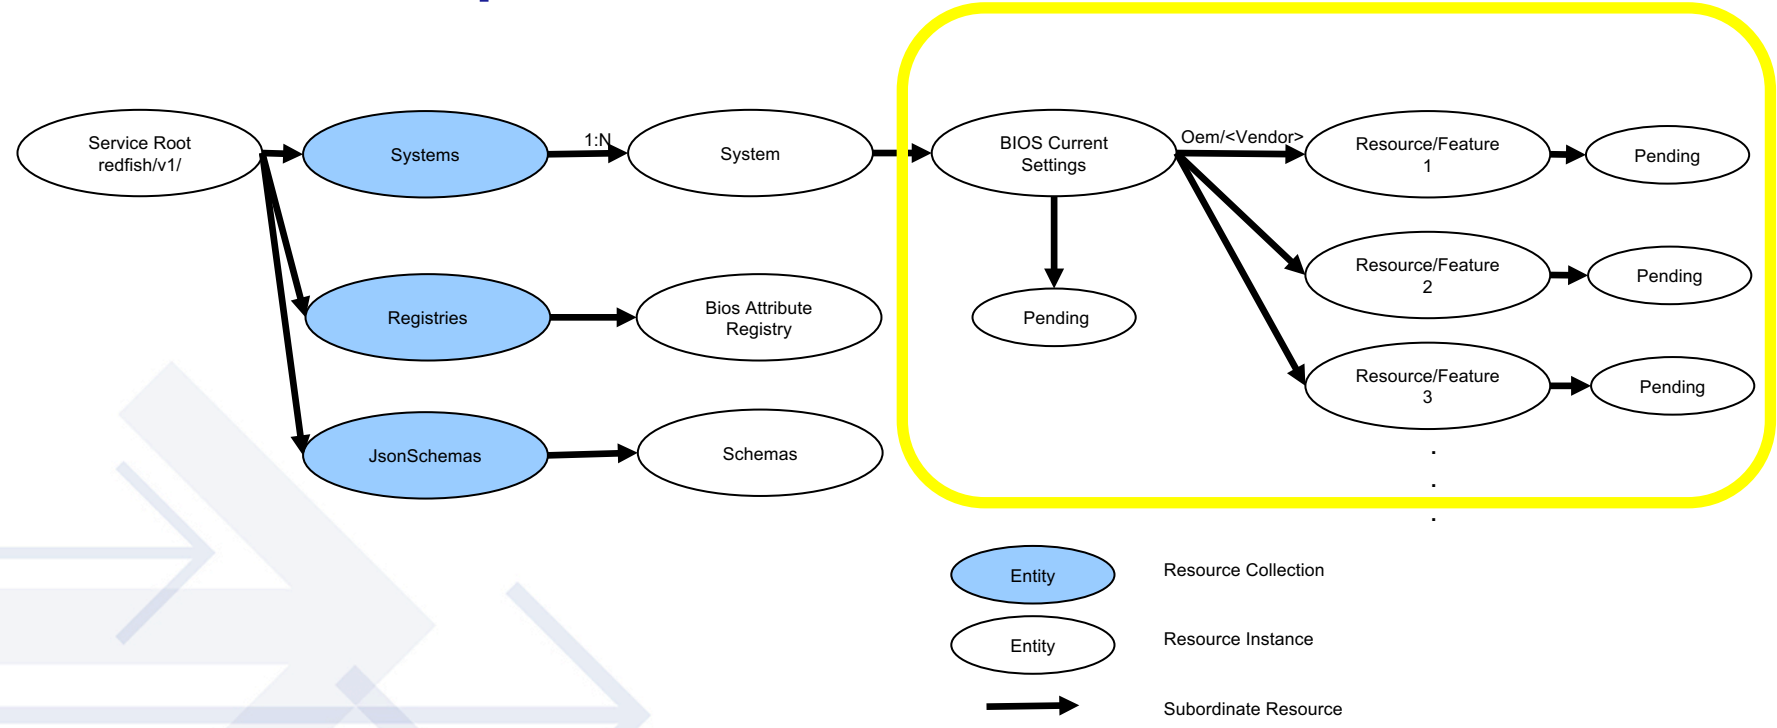 Service Root
redfish/v1/
Systems
1:N
System
BIOS Current
Settings
Oem/<Vendor>
Resource/Feature
1
Pending
Resource/Feature
2
Pending
Pending
Registries
Bios Attribute
Registry
Resource/Feature
3
Pending
JsonSchemas
Schemas
.
.
.
Entity
Resource Collection
Entity
Resource Instance
Subordinate Resource